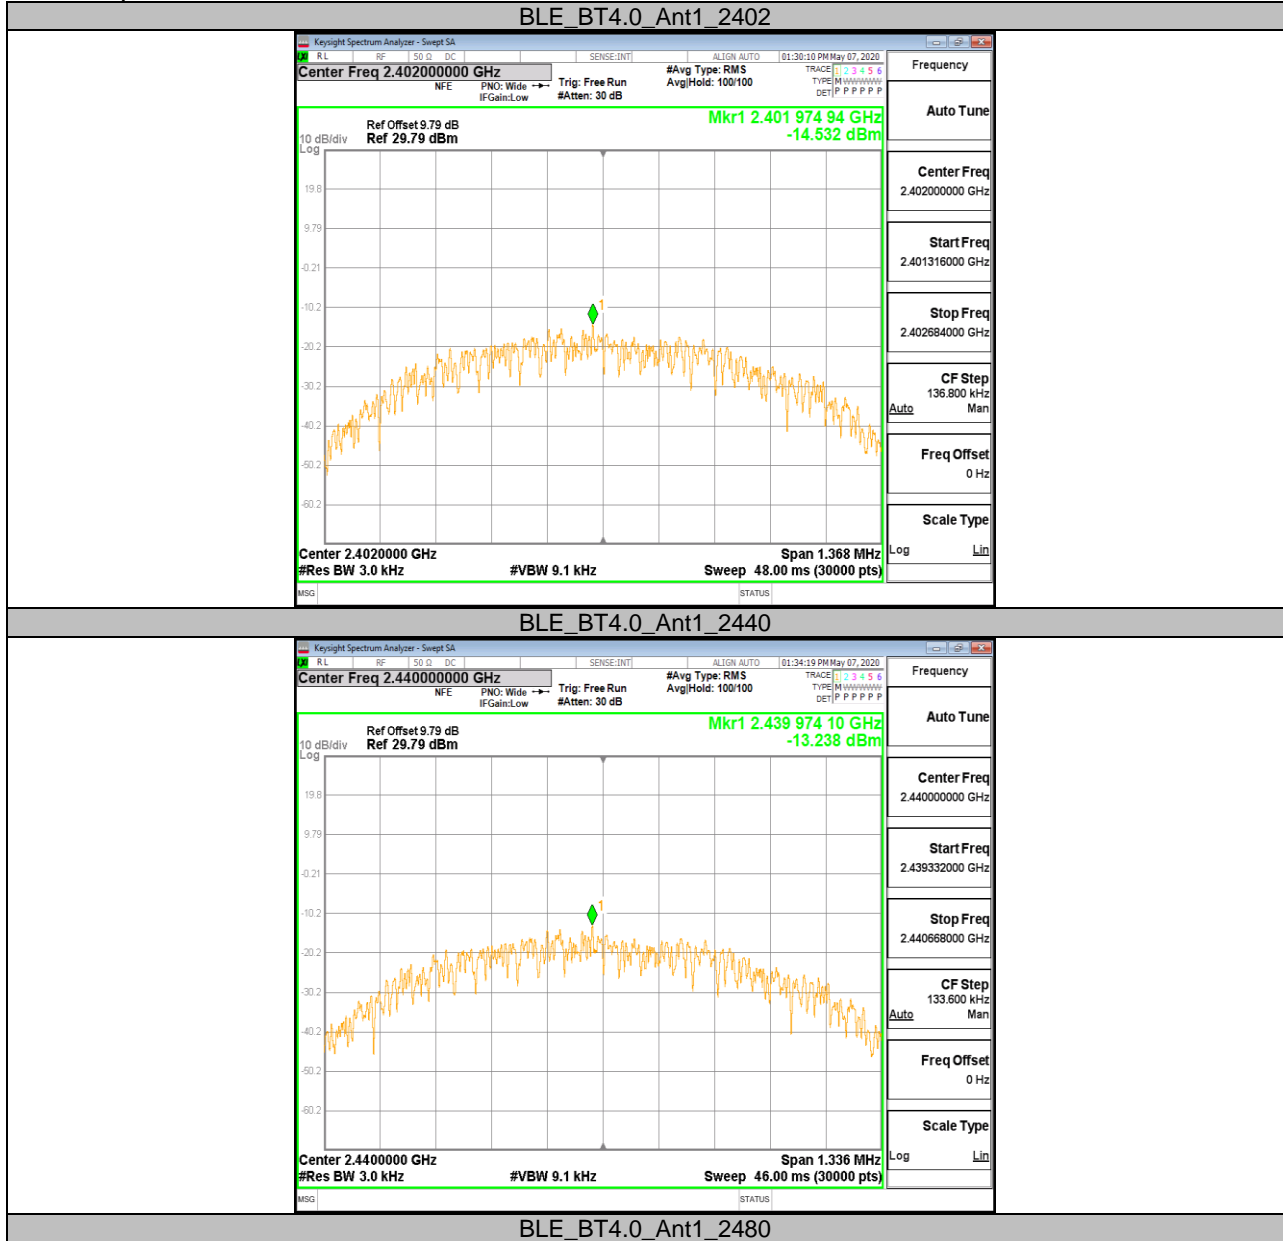 BLE_BT4.0_Ant1_2402
Keysight Spectrum Analyzer - Swept SA
RL RF 50 Ω DC SENSE:INT ALIGN AUTO 01:30:10 PM May 07, 2020
Center Freq 2.402000000 GHz
NFE PNO: Wide
IFGain:Low
Trig: Free Run
#Atten: 30 dB
#Avg Type: RMS
Avg|Hold: 100/100
TRACE 1 2 3 4 5 6
TYPE M WWWWW
DET P P P P P P
Mkr1 2.401 974 94 GHz
-14.532 dBm
Ref Offset 9.79 dB
10 dB/div Ref 29.79 dBm
Log
19.8
9.79
-0.21
-10.2
-20.2
-30.2
-40.2
-50.2
-60.2
1
Center 2.4020000 GHz Span 1.368 MHz
#Res BW 3.0 kHz #VBW 9.1 kHz Sweep 48.00 ms (30000 pts)
MSG STATUS
Frequency
Auto Tune
Center Freq
2.402000000 GHz
Start Freq
2.401316000 GHz
Stop Freq
2.402684000 GHz
CF Step
136.800 kHz
Auto Man
Freq Offset
0 Hz
Scale Type
Log Lin
BLE_BT4.0_Ant1_2440
Keysight Spectrum Analyzer - Swept SA
RL RF 50 Ω DC SENSE:INT ALIGN AUTO 01:34:19 PM May 07, 2020
Center Freq 2.440000000 GHz
NFE PNO: Wide
IFGain:Low
Trig: Free Run
#Atten: 30 dB
#Avg Type: RMS
Avg|Hold: 100/100
TRACE 1 2 3 4 5 6
TYPE M WWWWW
DET P P P P P P
Mkr1 2.439 974 10 GHz
-13.238 dBm
Ref Offset 9.79 dB
10 dB/div Ref 29.79 dBm
Log
19.8
9.79
-0.21
-10.2
-20.2
-30.2
-40.2
-50.2
-60.2
1
Center 2.4400000 GHz Span 1.336 MHz
#Res BW 3.0 kHz #VBW 9.1 kHz Sweep 46.00 ms (30000 pts)
MSG STATUS
Frequency
Auto Tune
Center Freq
2.440000000 GHz
Start Freq
2.439332000 GHz
Stop Freq
2.440668000 GHz
CF Step
133.600 kHz
Auto Man
Freq Offset
0 Hz
Scale Type
Log Lin
BLE_BT4.0_Ant1_2480